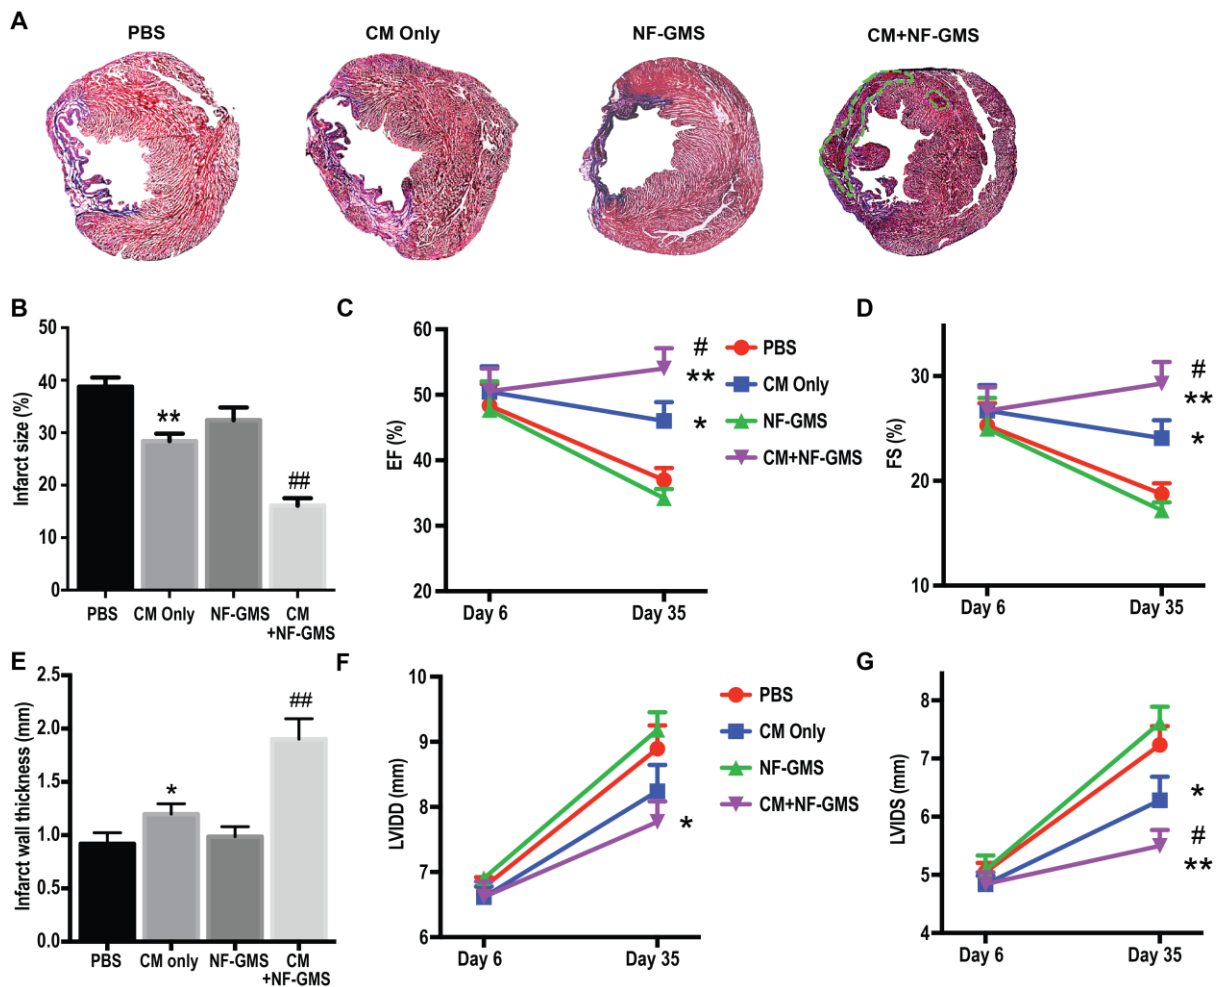 A
PBS
CM Only
NF-GMS
CM+NF-GMS
B
Infarct size (%)
50
40
30
20
10
0
**
##
PBS
CM Only
NF-GMS
CM
+NF-GMS
C
EF (%)
60
50
40
30
20
#
**
*
Day 6
Day 35
PBS
CM Only
NF-GMS
CM+NF-GMS
D
FS (%)
30
20
10
#
**
*
Day 6
Day 35
E
Infarct wall thickness (mm)
2.5
2.0
1.5
1.0
0.5
0.0
*
##
PBS
CM only
NF-GMS
CM
+NF-GMS
F
LVIDD (mm)
10
9
8
7
6
*
Day 6
Day 35
PBS
CM Only
NF-GMS
CM+NF-GMS
G
LVIDS (mm)
8
7
6
5
4
*
#
**
Day 6
Day 35